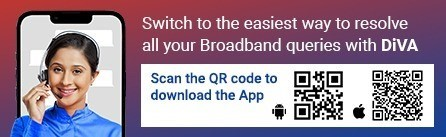 Switch to the easiest way to resolve
all your Broadband queries with DiVA
Scan the QR code to
download the App